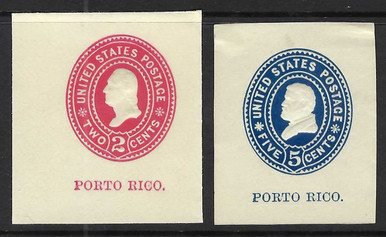 UNITED STATES POSTAGE
2
TWO CENTS
PORTO RICO.
UNITED STATES POSTAGE
5
FIVE CENTS
PORTO RICO.